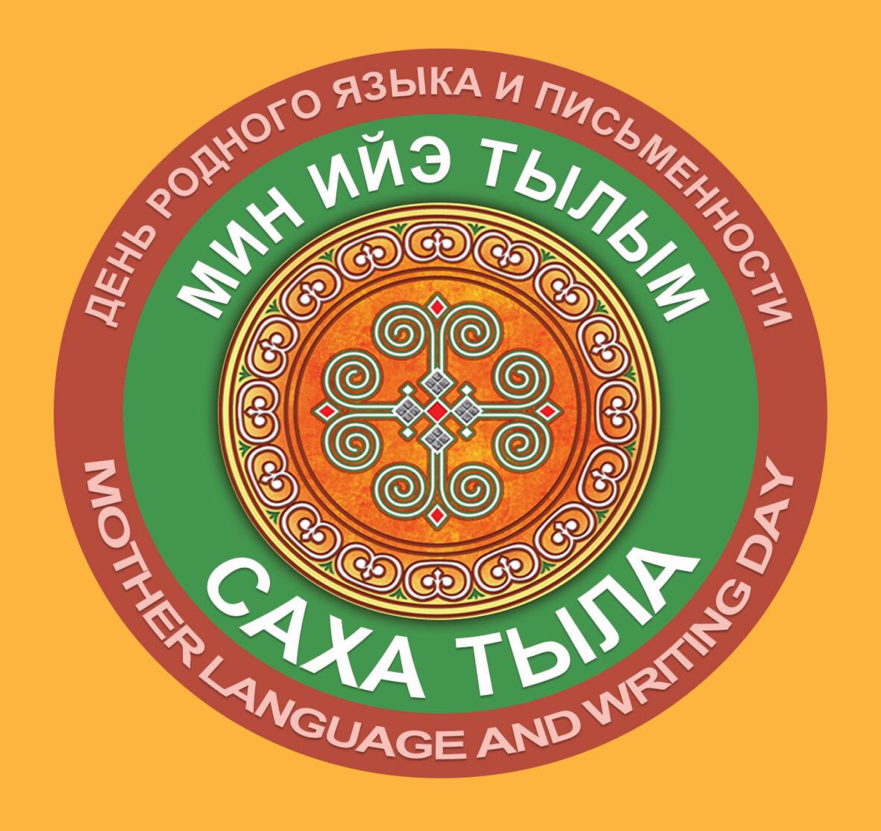 ДЕНЬ РОДНОГО ЯЗЫКА И ПИСЬМЕННОСТИ
МИН ИЙЭ ТЫЛЫМ
САХА ТЫЛА
MOTHER LANGUAGE AND WRITING DAY